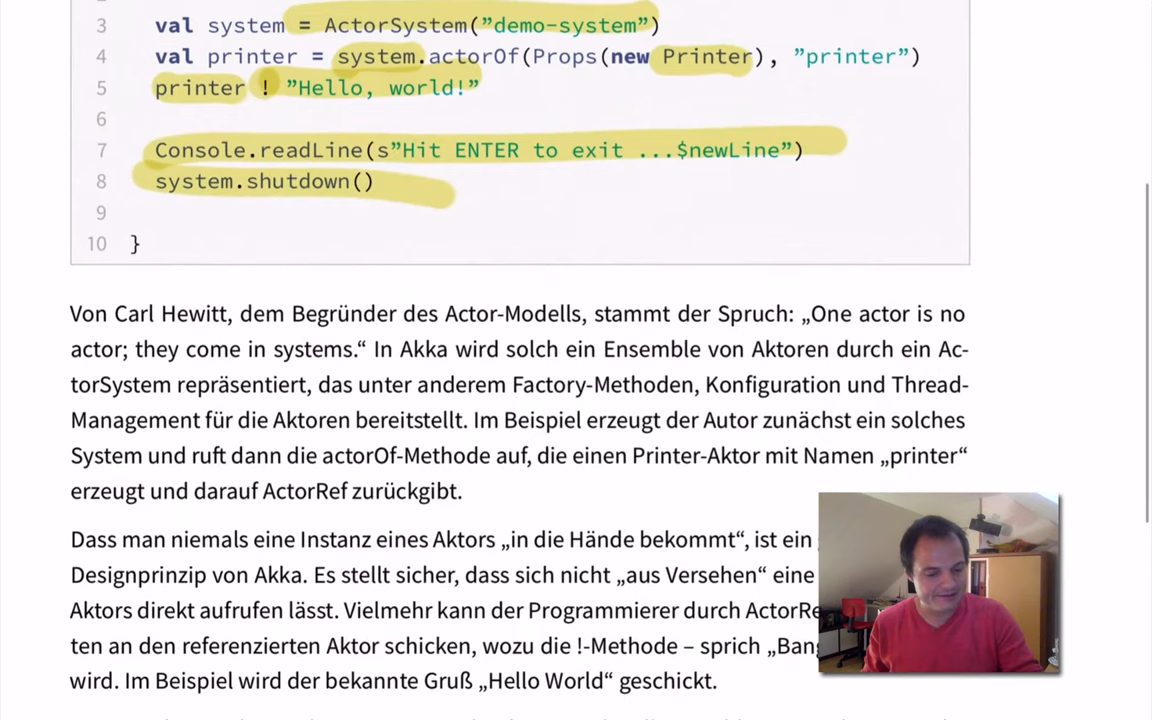 3 val system = ActorSystem(”demo-system”)
4 val printer = system.actorOf(Props(new Printer), ”printer”)
5 printer ! ”Hello, world!”
6
7 Console.readLine(s”Hit ENTER to exit ...$newLine”)
8 system.shutdown()
9
10 }
Von Carl Hewitt, dem Begründer des Actor-Modells, stammt der Spruch: „One actor is no
actor; they come in systems.“ In Akka wird solch ein Ensemble von Aktoren durch ein Ac-
torSystem repräsentiert, das unter anderem Factory-Methoden, Konfiguration und Thread-
Management für die Aktoren bereitstellt. Im Beispiel erzeugt der Autor zunächst ein solches
System und ruft dann die actorOf-Methode auf, die einen Printer-Aktor mit Namen „printer“
erzeugt und darauf ActorRef zurückgibt.
Dass man niemals eine Instanz eines Aktors „in die Hände bekommt“, ist ein
Designprinzip von Akka. Es stellt sicher, dass sich nicht „aus Versehen“ eine
Aktors direkt aufrufen lässt. Vielmehr kann der Programmierer durch ActorRe
ten an den referenzierten Aktor schicken, wozu die !-Methode – sprich „Bang
wird. Im Beispiel wird der bekannte Gruß „Hello World“ geschickt.